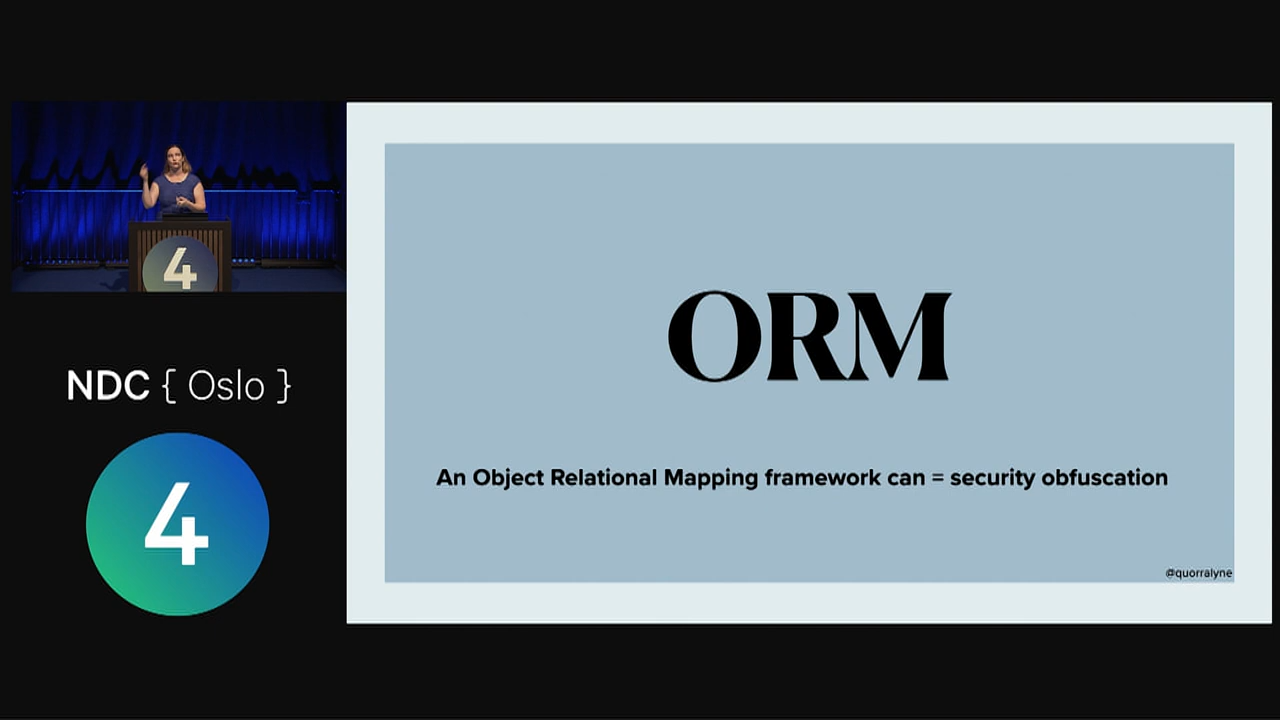 4
NDC { Oslo }
4
ORM
An Object Relational Mapping framework can = security obfuscation
@quorralyne